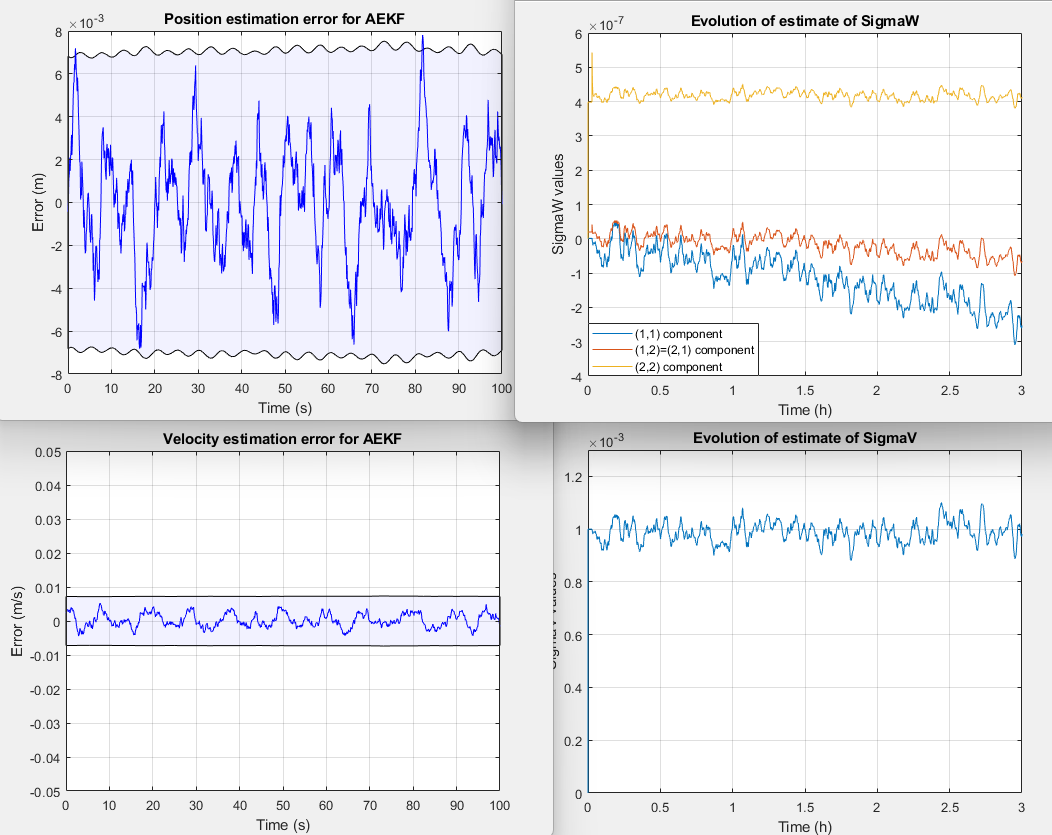 Position estimation error for AEKF
×10⁻³
8
6
4
2
0
-2
-4
-6
-8
Error (m)
0 10 20 30 40 50 60 70 80 90 100
Time (s)
Evolution of estimate of SigmaW
×10⁻⁷
6
5
4
3
2
1
0
-1
-2
-3
-4
SigmaW values
(1,1) component
(1,2)=(2,1) component
(2,2) component
0 0.5 1 1.5 2 2.5 3
Time (h)
Velocity estimation error for AEKF
0.05
0.04
0.03
0.02
0.01
0
-0.01
-0.02
-0.03
-0.04
-0.05
Error (m/s)
0 10 20 30 40 50 60 70 80 90 100
Time (s)
Evolution of estimate of SigmaV
×10⁻³
1.2
1
0.8
0.6
0.4
0.2
0
0 0.5 1 1.5 2 2.5 3
Time (h)